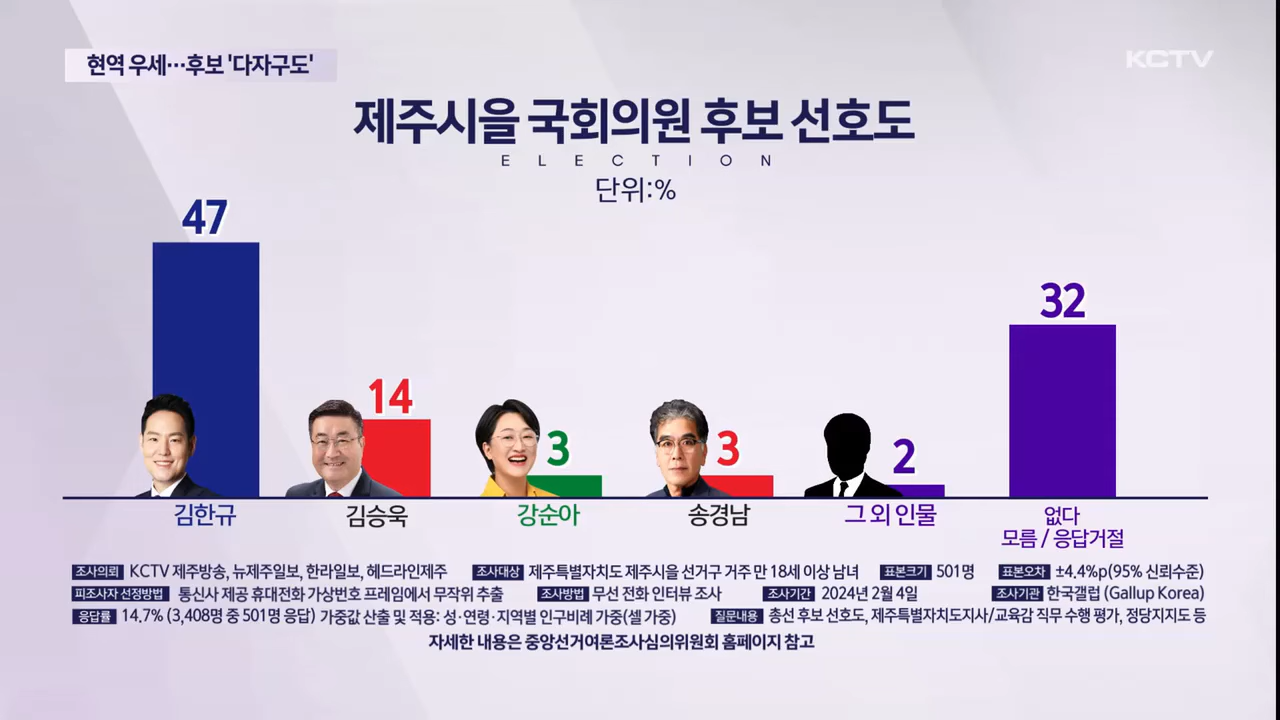 현역 우세…후보 '다자구도'
KCTV
제주시을 국회의원 후보 선호도
ELECTION
단위:%
47
14
3
3
2
32
김한규
김승욱
강순아
송경남
그 외 인물
없다
모름 / 응답거절
조사의뢰 KCTV 제주방송, 뉴제주일보, 한라일보, 헤드라인제주 조사대상 제주특별자치도 제주시을 선거구 거주 만 18세 이상 남녀 표본크기 501명 표본오차 ±4.4%p(95% 신뢰수준)
피조사자 선정방법 통신사 제공 휴대전화 가상번호 프레임에서 무작위 추출 조사방법 무선 전화 인터뷰 조사 조사기간 2024년 2월 4일 조사기관 한국갤럽 (Gallup Korea)
응답률 14.7% (3,408명 중 501명 응답) 가중값 산출 및 적용: 성·연령·지역별 인구비례 가중(셀 가중) 질문내용 총선 후보 선호도, 제주특별자치도지사/교육감 직무 수행 평가, 정당지지도 등
자세한 내용은 중앙선거여론조사심의위원회 홈페이지 참고